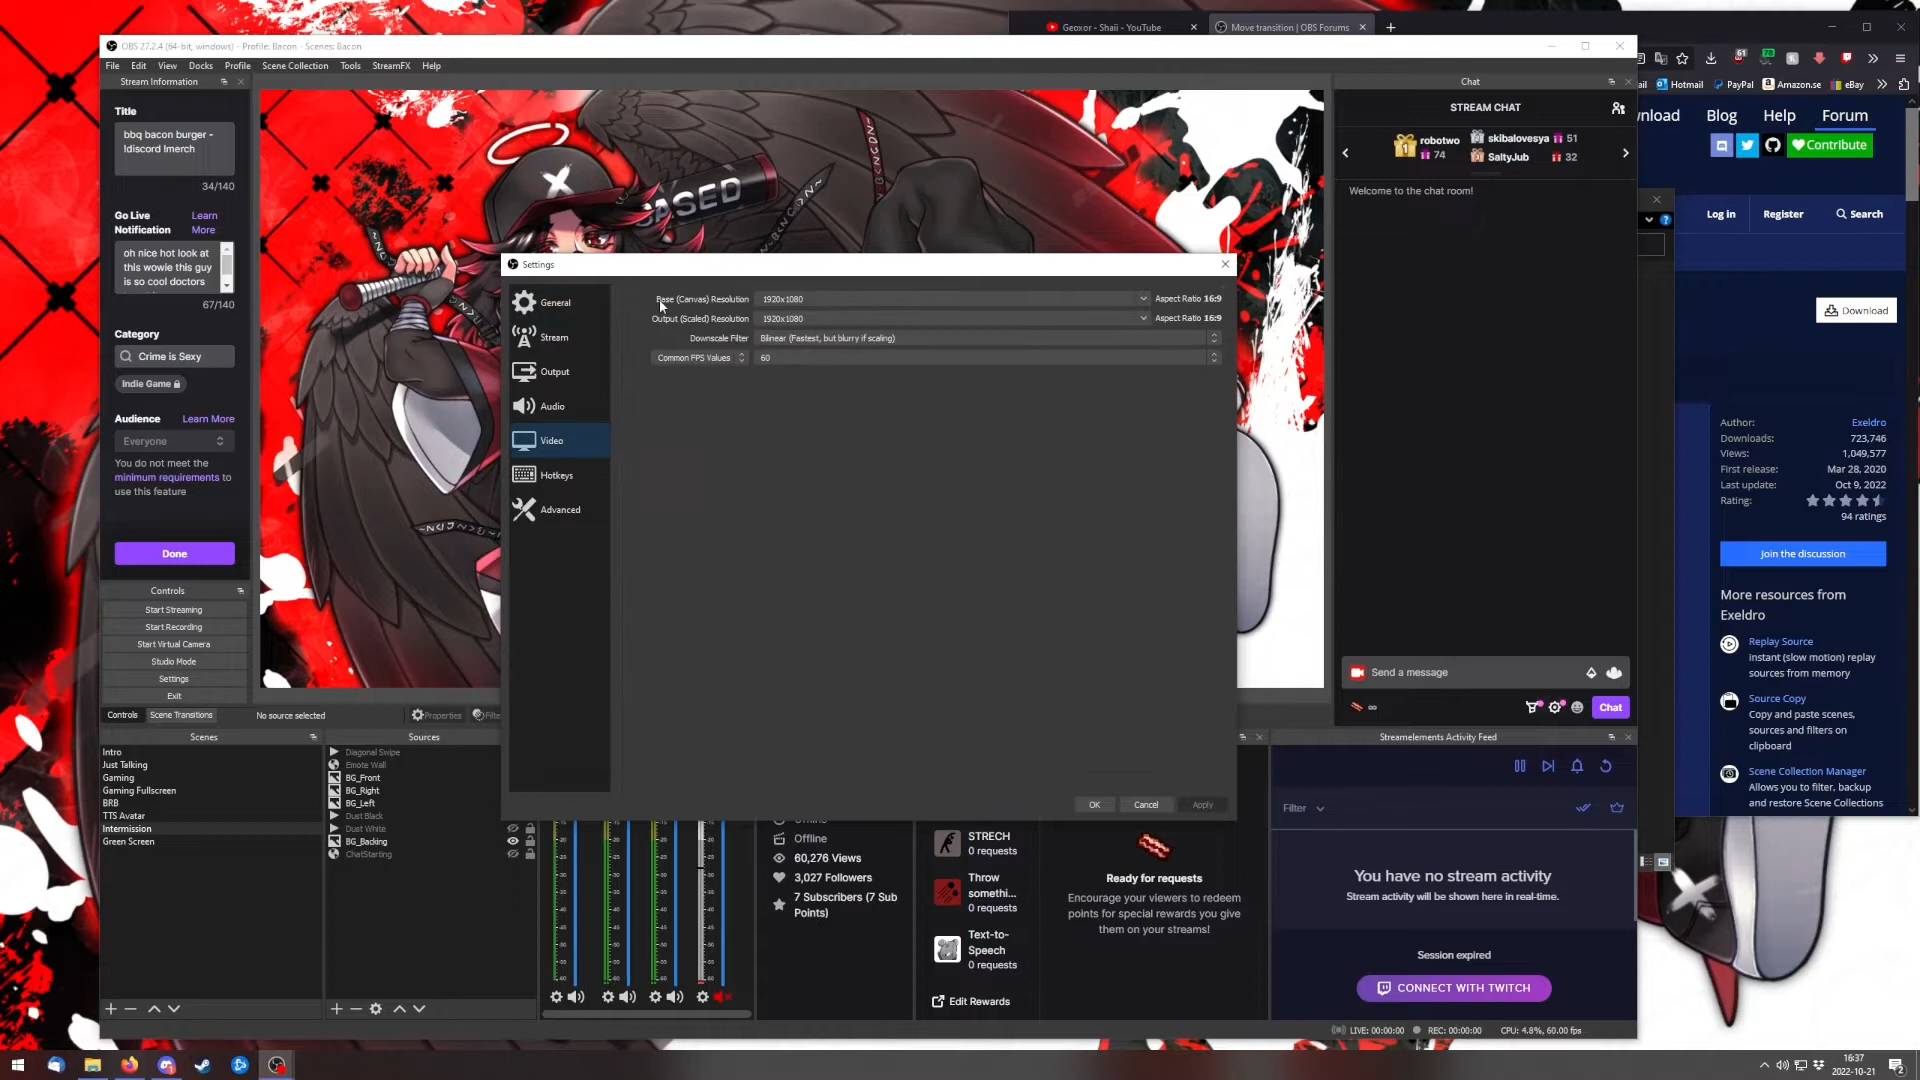 Geoxor - Shaii - YouTube
Move transition | OBS Forums
OBS 27.2.4 (64-bit, windows) - Profile: Bacon - Scenes: Bacon
File Edit View Docks Profile Scene Collection Tools StreamFX Help
61
78
Hotmail PayPal Amazon.se eBay
Stream Information
Title
bbq bacon burger -
!discord !merch
34/140
Go Live
Notification
Learn
More
oh nice hot look at
this wowie this guy
is so cool doctors
67/140
Category
Crime is Sexy
Indie Game
Audience Learn More
Everyone
You do not meet the
minimum requirements to
use this feature
Done
Controls
Start Streaming
Start Recording
Start Virtual Camera
Studio Mode
Settings
Exit
Controls Scene Transitions
No source selected
Properties
BASED
Settings
General
Stream
Output
Audio
Video
Hotkeys
Advanced
Base (Canvas) Resolution 1920x1080 Aspect Ratio 16:9
Output (Scaled) Resolution 1920x1080 Aspect Ratio 16:9
Downscale Filter Bilinear (Fastest, but blurry if scaling)
Common FPS Values 60
OK Cancel Apply
Chat
STREAM CHAT
1
robotwo
74
skibalovesya 51
SaltyJub 32
Welcome to the chat room!
Send a message
Chat
Blog Help Forum
Contribute
Log in Register Search
Download
Author: Exeldro
Downloads: 723,746
Views: 1,049,577
First release: Mar 28, 2020
Last update: Oct 9, 2022
Rating:
94 ratings
Join the discussion
More resources from
Exeldro
Replay Source
instant (slow motion) replay
sources from memory
Source Copy
Copy and paste scenes,
sources and filters on
clipboard
Scene Collection Manager
Allows you to filter, backup
and restore Scene Collections
Scenes
Intro
Just Talking
Gaming
Gaming Fullscreen
BRB
TTS Avatar
Intermission
Green Screen
Sources
Diagonal Swipe
Emote Wall
BG_Front
BG_Right
BG_Left
Dust Black
Dust White
BG_Backing
ChatStarting
Offline
60,276 Views
3,027 Followers
7 Subscribers (7 Sub
Points)
STRECH
0 requests
Throw
somethi...
0 requests
Text-to-
Speech
0 requests
Edit Rewards
Ready for requests
Encourage your viewers to redeem
points for special rewards you give
them on your streams!
Streamelements Activity Feed
Filter
You have no stream activity
Stream activity will be shown here in real-time.
Session expired
CONNECT WITH TWITCH
LIVE: 00:00:00 REC: 00:00:00 CPU: 4.8%, 60.00 fps
16:37
2022-10-21
2